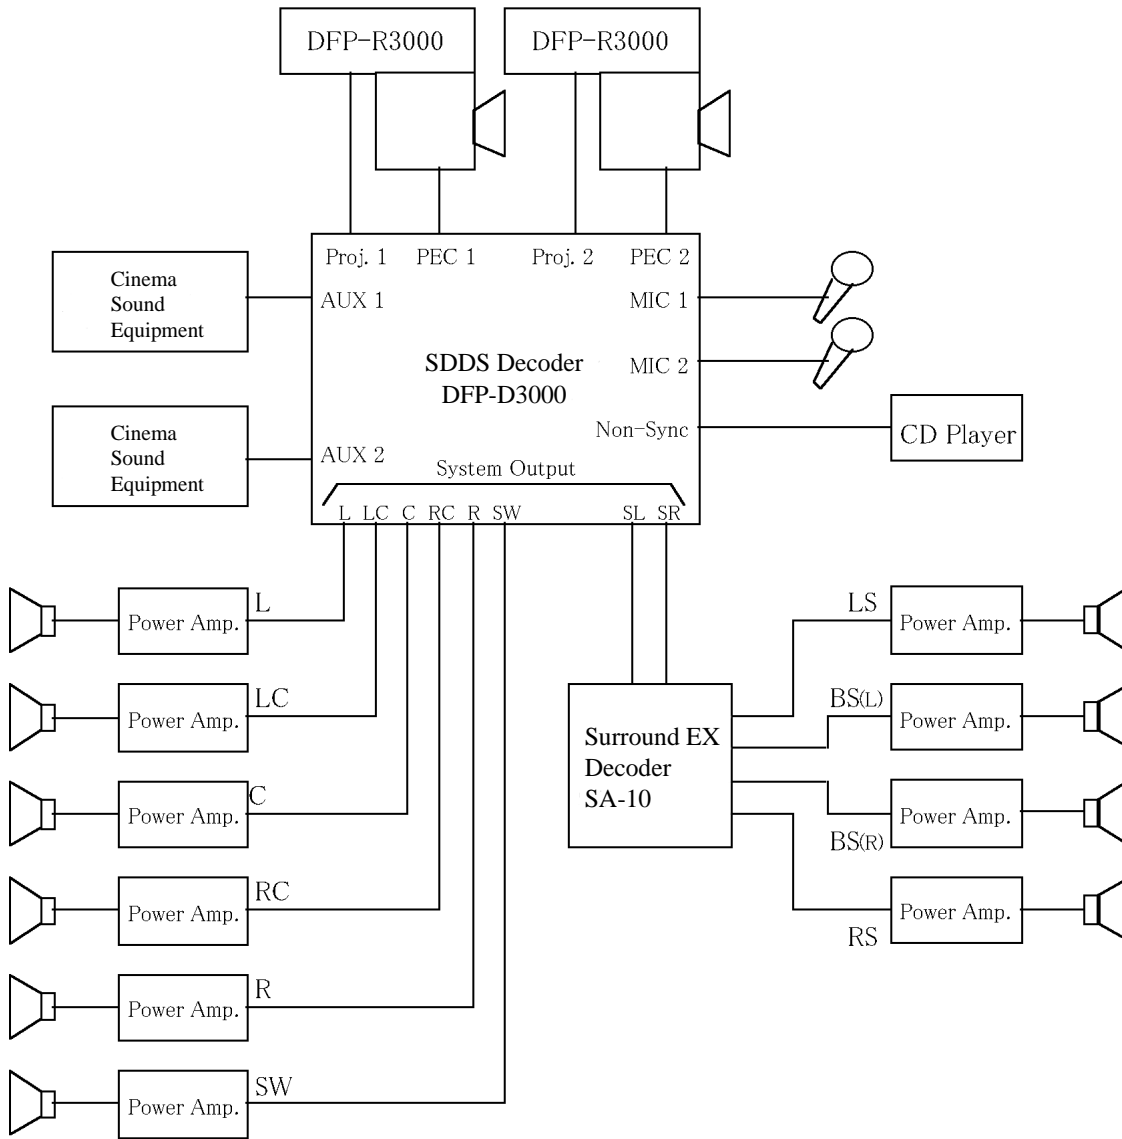 DFP-R3000
DFP-R3000
Proj. 1
PEC 1
Proj. 2
PEC 2
Cinema
Sound
Equipment
AUX 1
MIC 1
SDDS Decoder
DFP-D3000
MIC 2
Non-Sync
CD Player
Cinema
Sound
Equipment
AUX 2
System Output
L LC C RC R SW SL SR
Power Amp.
L
LS
Power Amp.
Power Amp.
LC
BS(L)
Power Amp.
Surround EX
Decoder
SA-10
Power Amp.
C
BS(R)
Power Amp.
Power Amp.
RC
RS
Power Amp.
Power Amp.
R
Power Amp.
SW